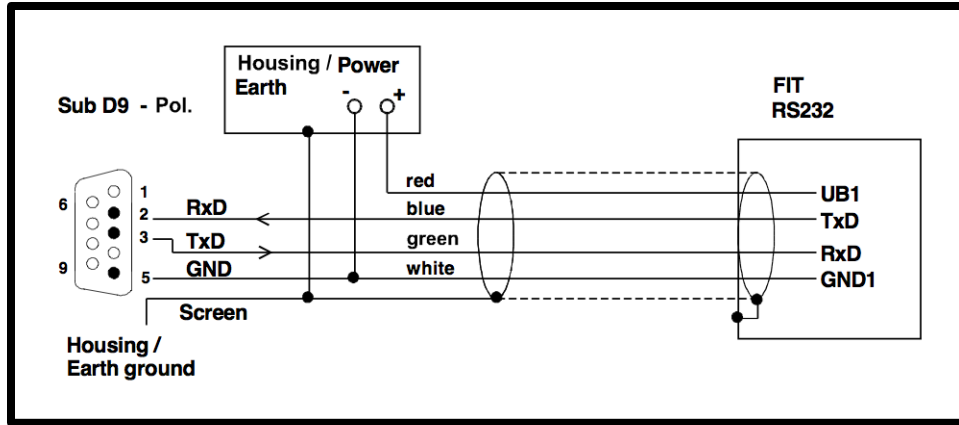 Housing / Power
Earth
- +
Sub D9 - Pol.
FIT
RS232
1
6
2
3
9
5
RxD
TxD
GND
Screen
red
blue
green
white
UB1
TxD
RxD
GND1
Housing /
Earth ground